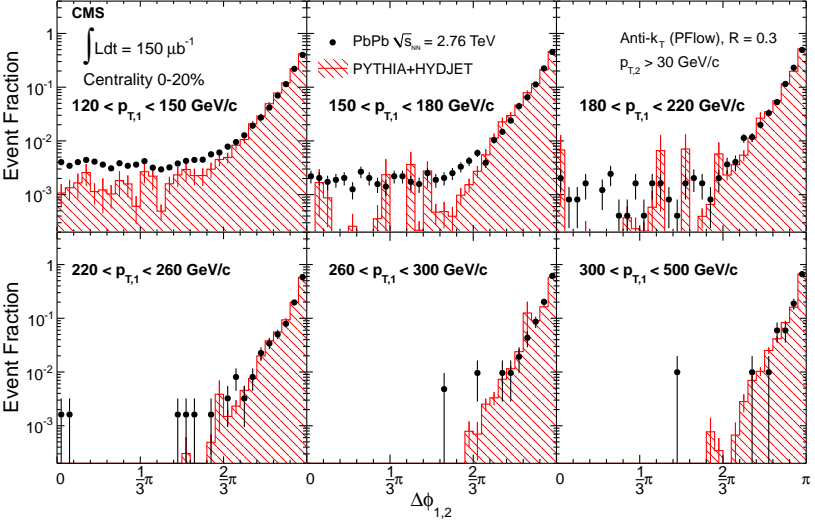 CMS
∫Ldt = 150 μb⁻¹
Centrality 0-20%
120 < p_T,1 < 150 GeV/c
PbPb √s_NN = 2.76 TeV
PYTHIA+HYDJET
150 < p_T,1 < 180 GeV/c
Anti-k_T (PFlow), R = 0.3
p_T,2 > 30 GeV/c
180 < p_T,1 < 220 GeV/c
Event Fraction
1
10⁻¹
10⁻²
10⁻³
220 < p_T,1 < 260 GeV/c
260 < p_T,1 < 300 GeV/c
300 < p_T,1 < 500 GeV/c
Event Fraction
1
10⁻¹
10⁻²
10⁻³
0 1/3π 2/3π 0 1/3π 2/3π 0 1/3π 2/3π π
Δϕ_1,2